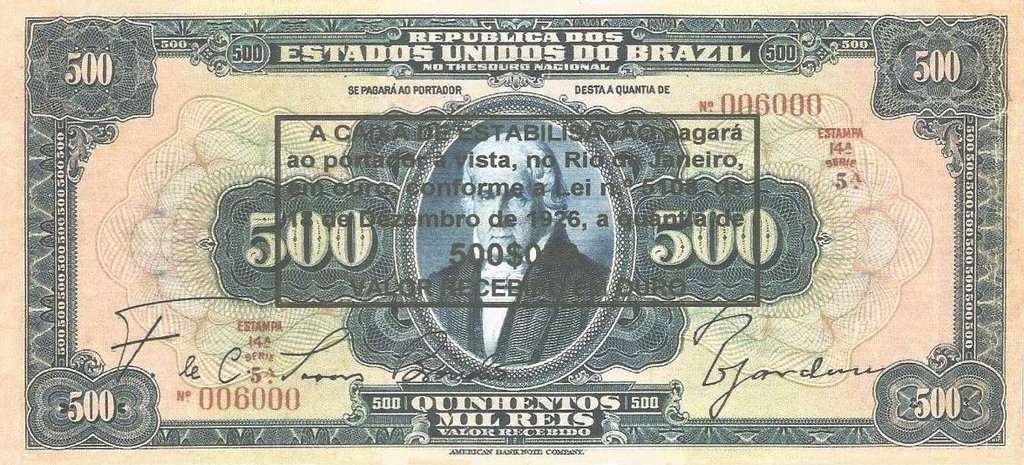 REPUBLICA DOS
500 500 ESTADOS UNIDOS DO BRAZIL 500 500
NO THESOURO NACIONAL
500 500
SE PAGARÁ AO PORTADOR DESTA A QUANTIA DE
Nº 006000
ESTAMPA
14ª
SERIE
5ª
A CAIXA DE ESTABILISAÇÃO pagará
ao portador à vista, no Rio de Janeiro,
em ouro, conforme a Lei n.º 5108, de
18 de Dezembro de 1926, a quantia de
500$0
VALOR RECEBIDO EM OURO
500 500
ESTAMPA
14ª
SERIE
5ª
Nº 006000
500 500 QUINHENTOS 500 500
MIL REIS
VALOR RECEBIDO
AMERICAN BANK NOTE COMPANY.